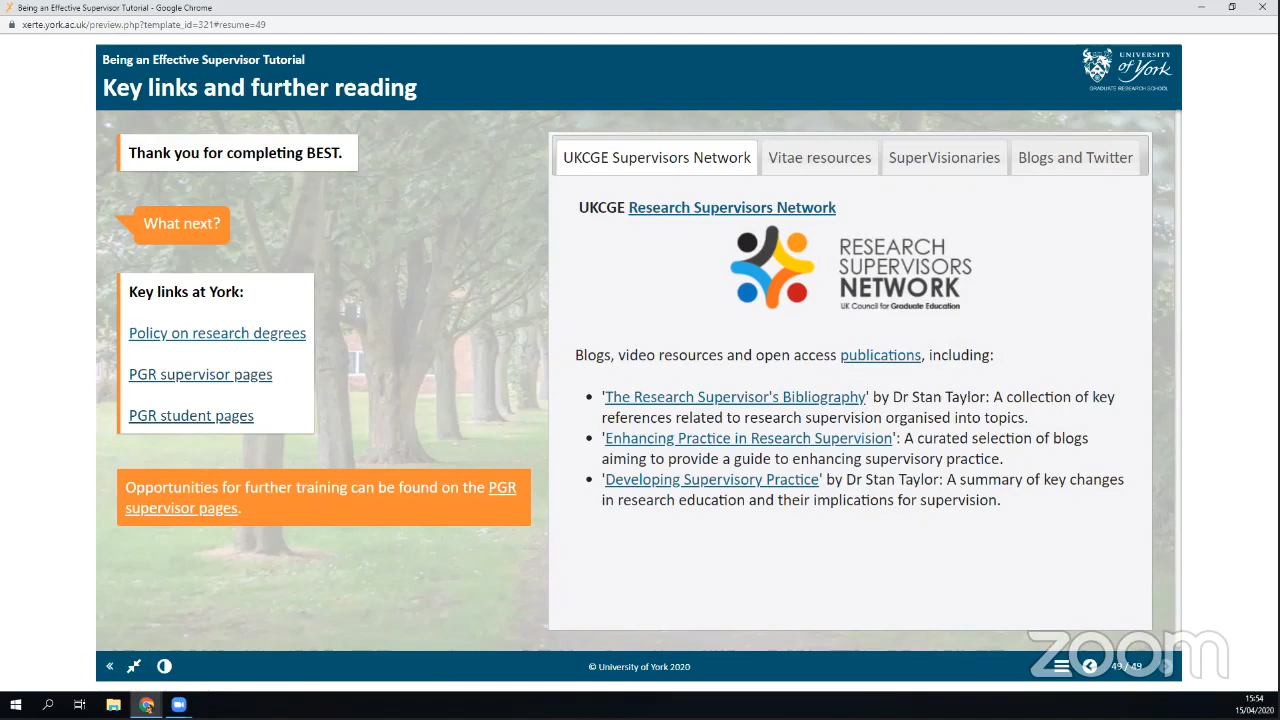 Being an Effective Supervisor Tutorial - Google Chrome
xerte.york.ac.uk/preview.php?template_id=321#resume=49
Being an Effective Supervisor Tutorial
Key links and further reading
UNIVERSITY
of York
GRADUATE RESEARCH SCHOOL
Thank you for completing BEST.
What next?
Key links at York:
Policy on research degrees
PGR supervisor pages
PGR student pages
Opportunities for further training can be found on the PGR
supervisor pages.
UKCGE Supervisors Network
Vitae resources
SuperVisionaries
Blogs and Twitter
UKCGE Research Supervisors Network
RESEARCH
SUPERVISORS
NETWORK
UK Council for Graduate Education
Blogs, video resources and open access publications, including:
• 'The Research Supervisor's Bibliography' by Dr Stan Taylor: A collection of key
references related to research supervision organised into topics.
• 'Enhancing Practice in Research Supervision': A curated selection of blogs
aiming to provide a guide to enhancing supervisory practice.
• 'Developing Supervisory Practice' by Dr Stan Taylor: A summary of key changes
in research education and their implications for supervision.
© University of York 2020
49 / 49
zoom
15:54
15/04/2020